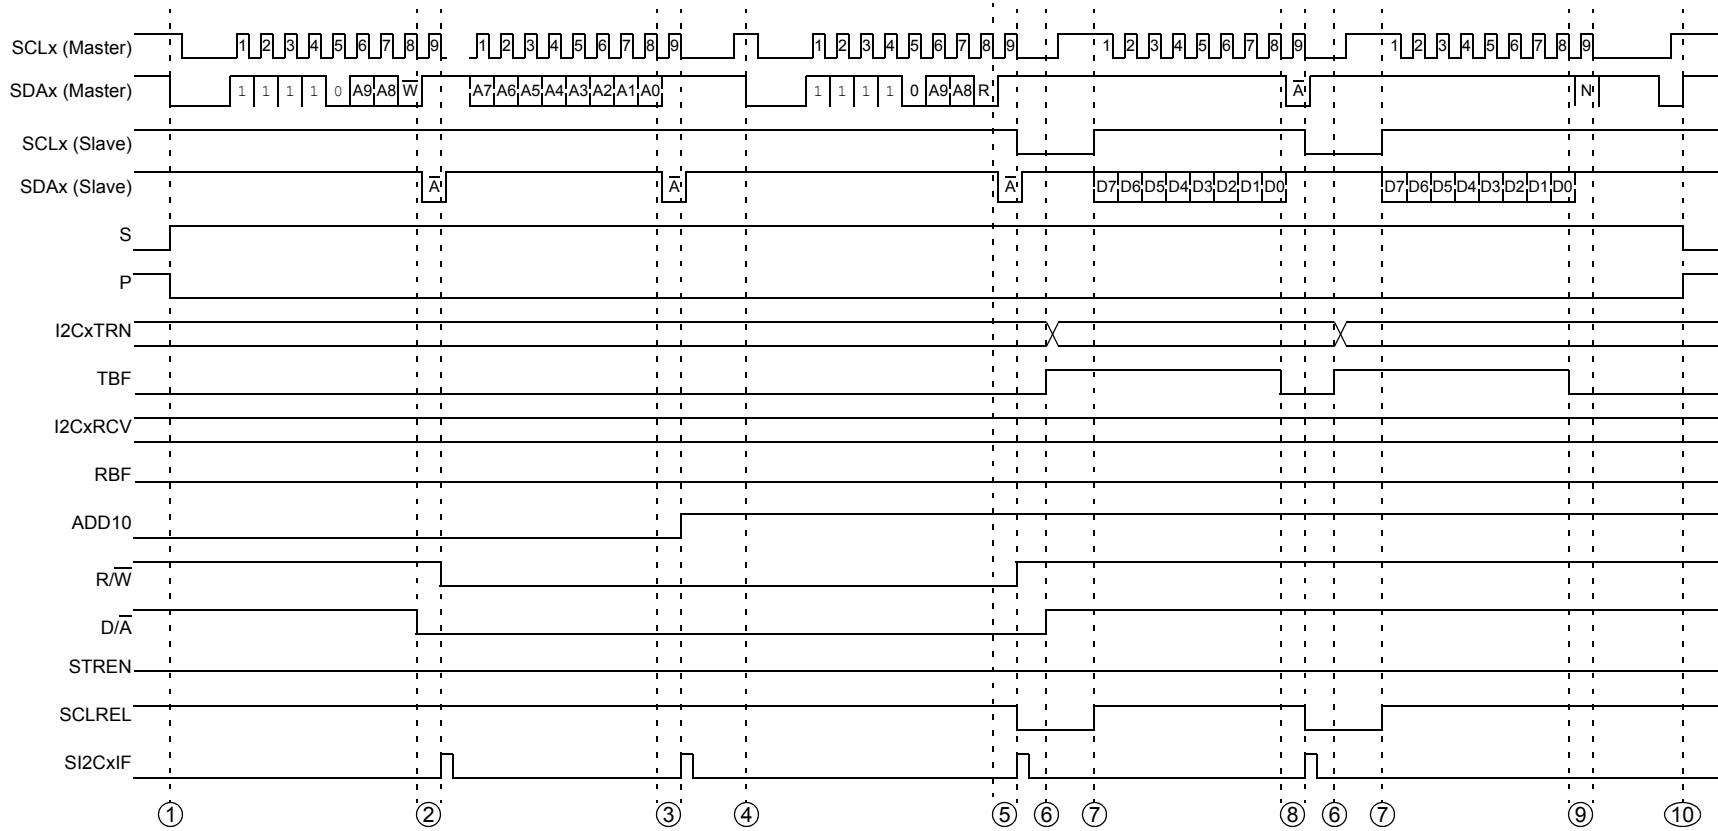 SCLx (Master) 1 2 3 4 5 6 7 8 9 1 2 3 4 5 6 7 8 9 1 2 3 4 5 6 7 8 9 1 2 3 4 5 6 7 8 9 1 2 3 4 5 6 7 8 9
SDAx (Master) 1 1 1 1 0 A9 A8 W̅ A7 A6 A5 A4 A3 A2 A1 A0 1 1 1 1 0 A9 A8 R A̅ N
SCLx (Slave)
SDAx (Slave) A̅ A̅ A̅ D7 D6 D5 D4 D3 D2 D1 D0 D7 D6 D5 D4 D3 D2 D1 D0
S
P
I2CxTRN
TBF
I2CxRCV
RBF
ADD10
R/W̅
D/A̅
STREN
SCLREL
SI2CxIF
1 2 3 4 5 6 7 8 6 7 9 10